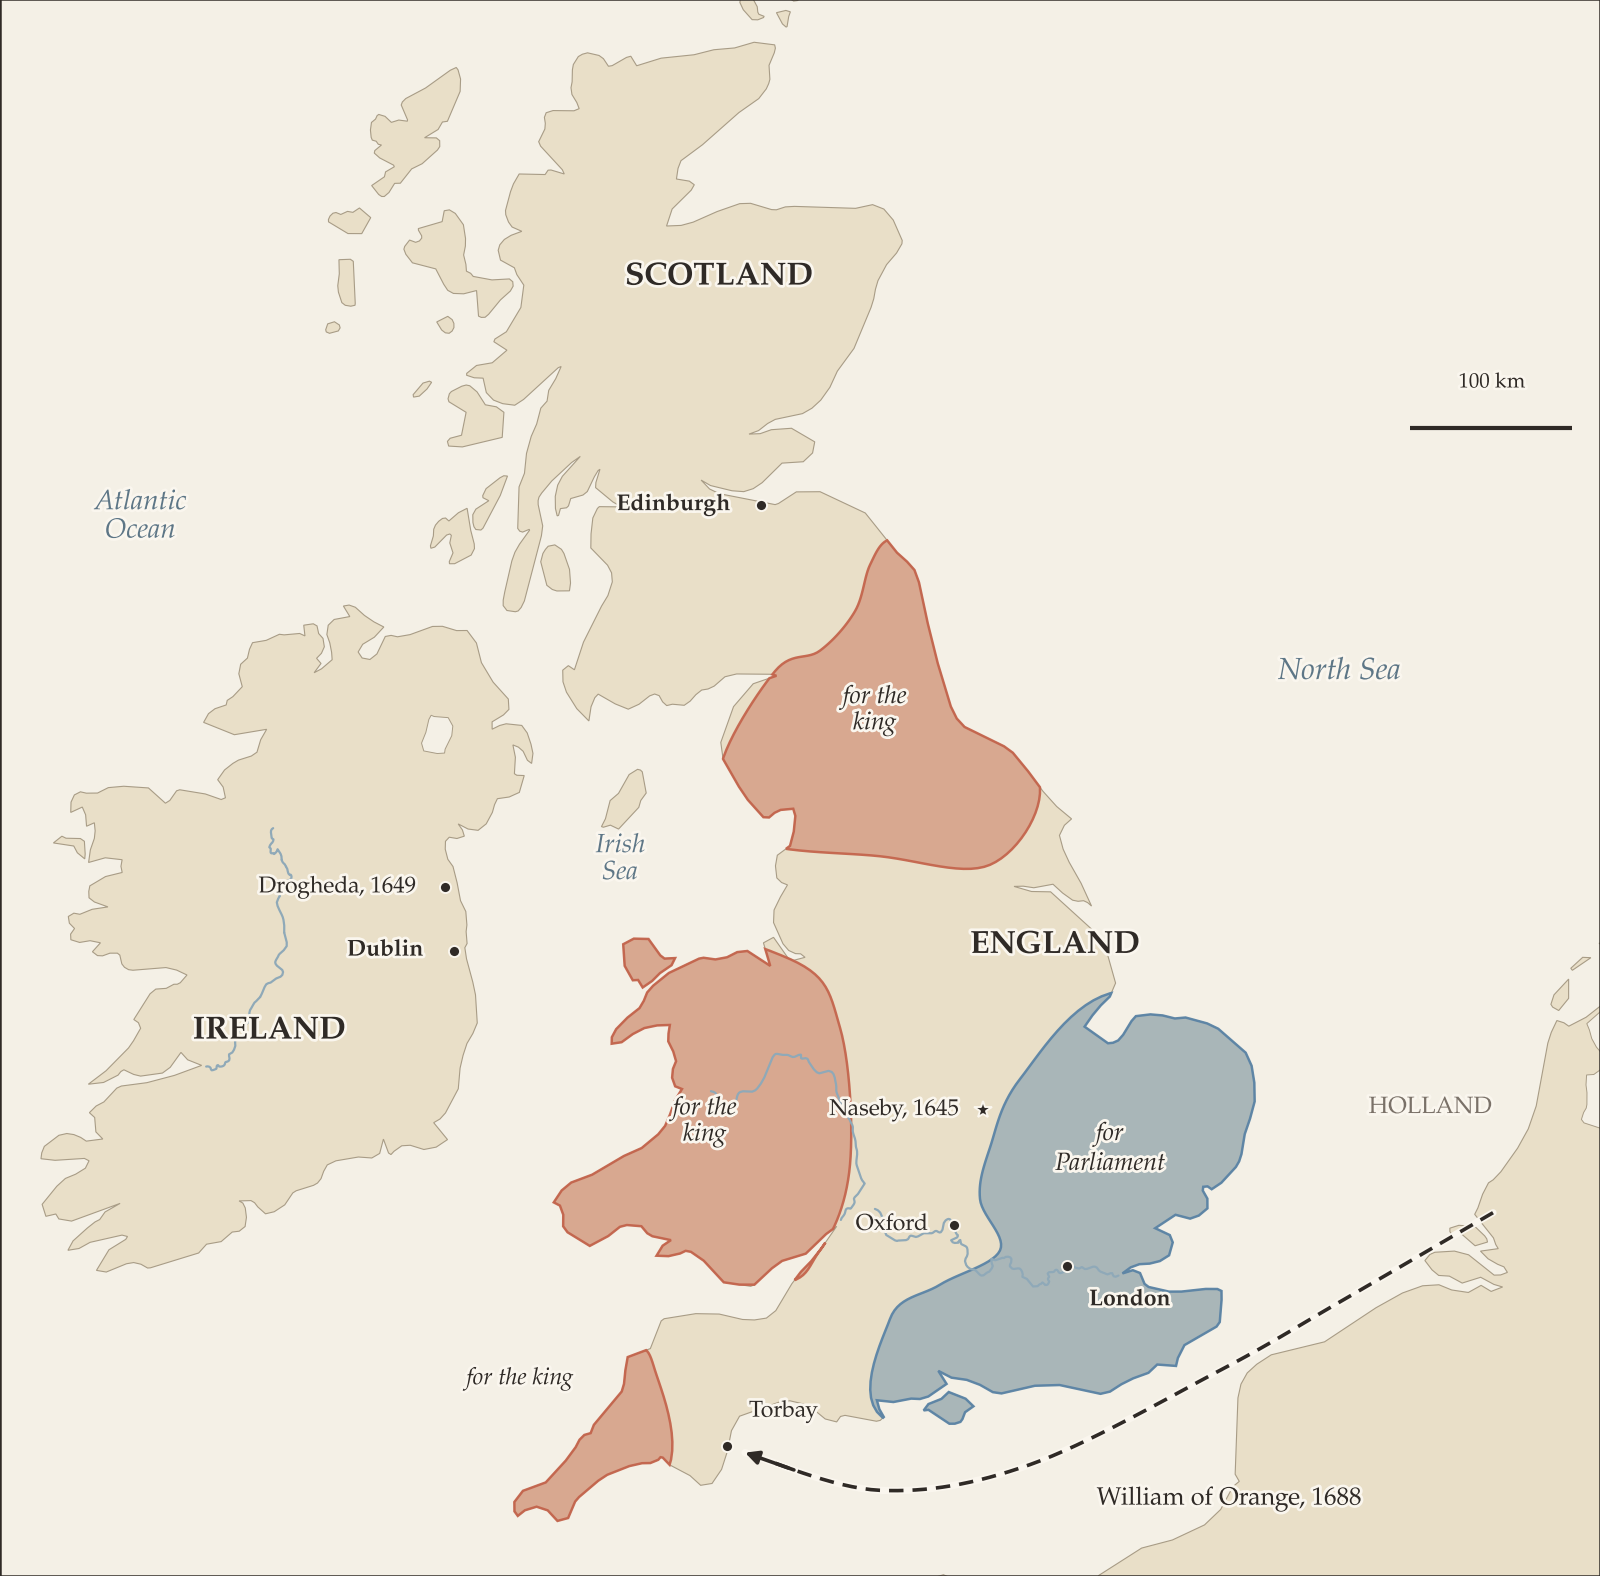 SCOTLAND
100 km
Atlantic
Ocean
Edinburgh
North Sea
for the
king
Irish
Sea
Drogheda, 1649
Dublin
ENGLAND
IRELAND
for the
king
Naseby, 1645
HOLLAND
for
Parliament
Oxford
London
for the king
Torbay
William of Orange, 1688